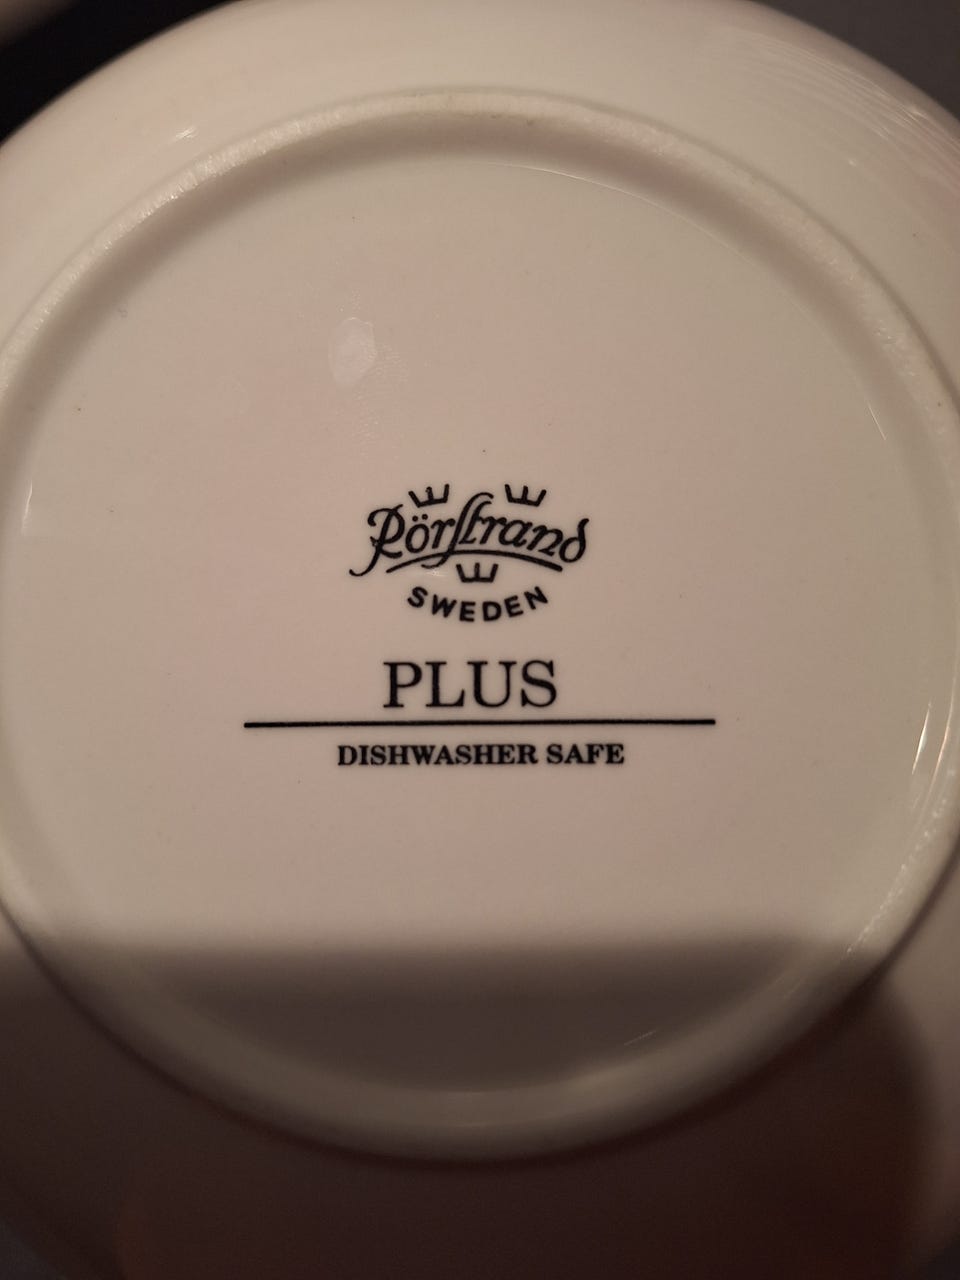 Rörstrand
SWEDEN
PLUS
DISHWASHER SAFE